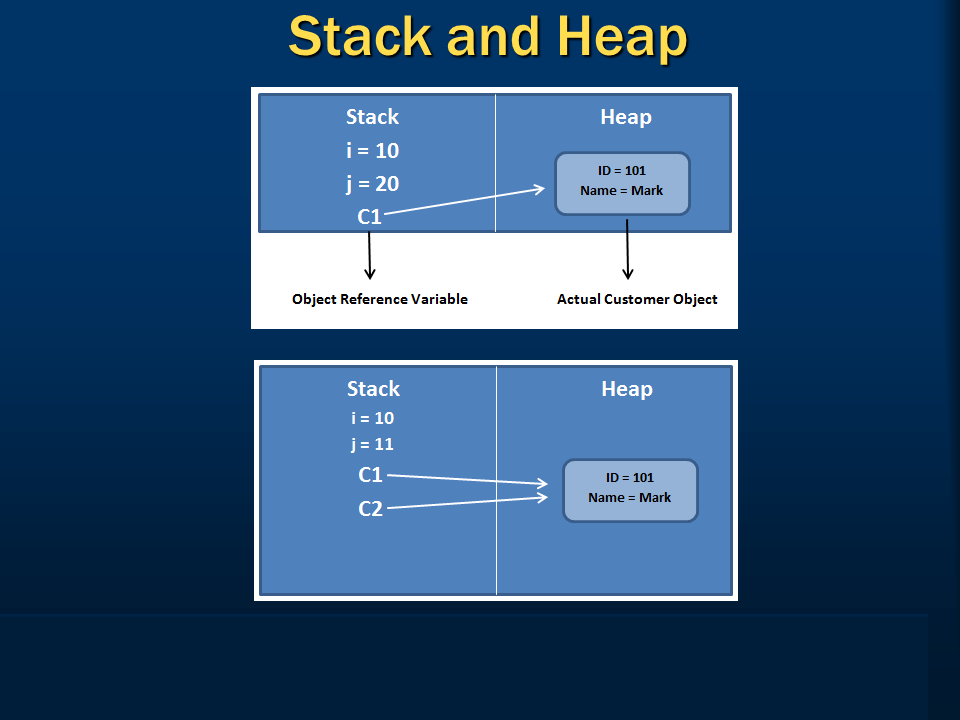 Stack and Heap
Stack
Heap
i = 10
j = 20
C1
ID = 101
Name = Mark
Object Reference Variable
Actual Customer Object
Stack
Heap
i = 10
j = 11
C1
C2
ID = 101
Name = Mark